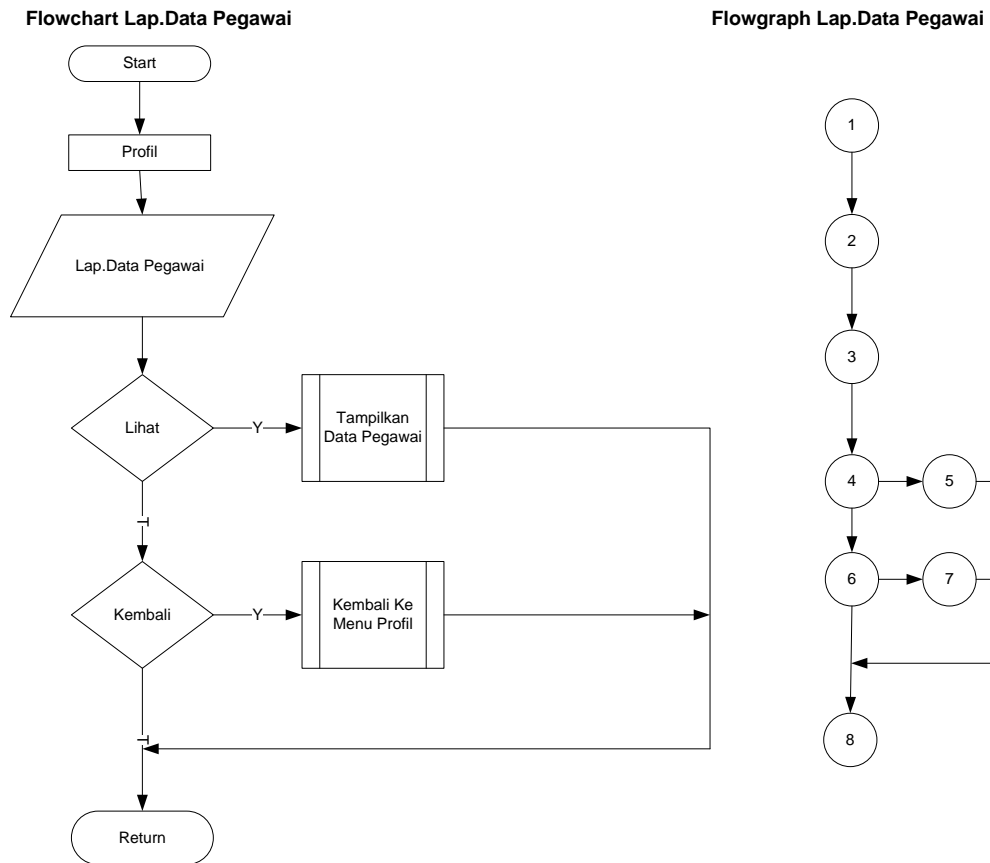 Flowchart Lap.Data Pegawai
Start
Profil
Lap.Data Pegawai
Lihat
Y
Tampilkan
Data Pegawai
T
Kembali
Y
Kembali Ke
Menu Profil
T
Return
Flowgraph Lap.Data Pegawai
1
2
3
4
5
6
7
8